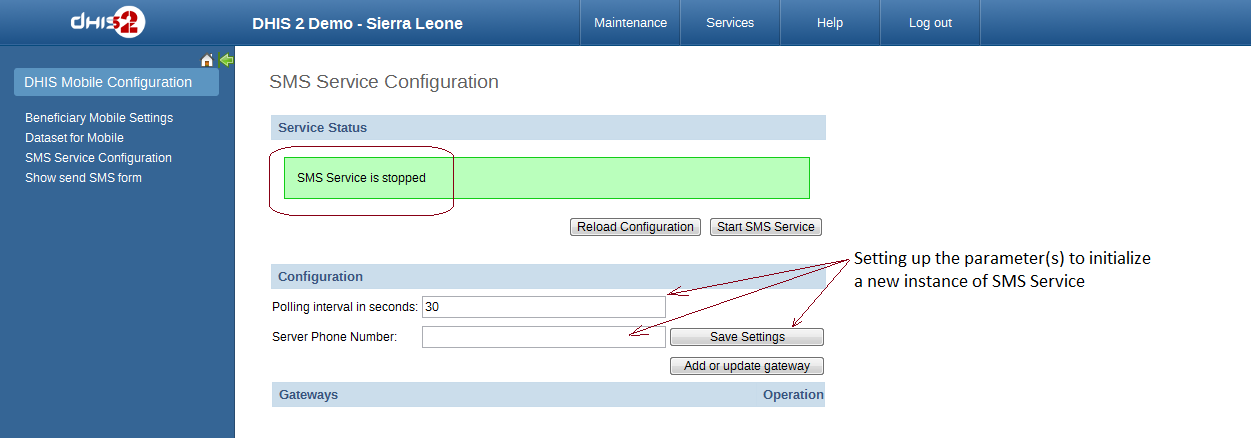 dhis2
DHIS 2 Demo - Sierra Leone
Maintenance
Services
Help
Log out
DHIS Mobile Configuration
Beneficiary Mobile Settings
Dataset for Mobile
SMS Service Configuration
Show send SMS form
SMS Service Configuration
Service Status
SMS Service is stopped
Reload Configuration
Start SMS Service
Configuration
Polling interval in seconds: 30
Server Phone Number:
Save Settings
Add or update gateway
Gateways
Operation
Setting up the parameter(s) to initialize
a new instance of SMS Service